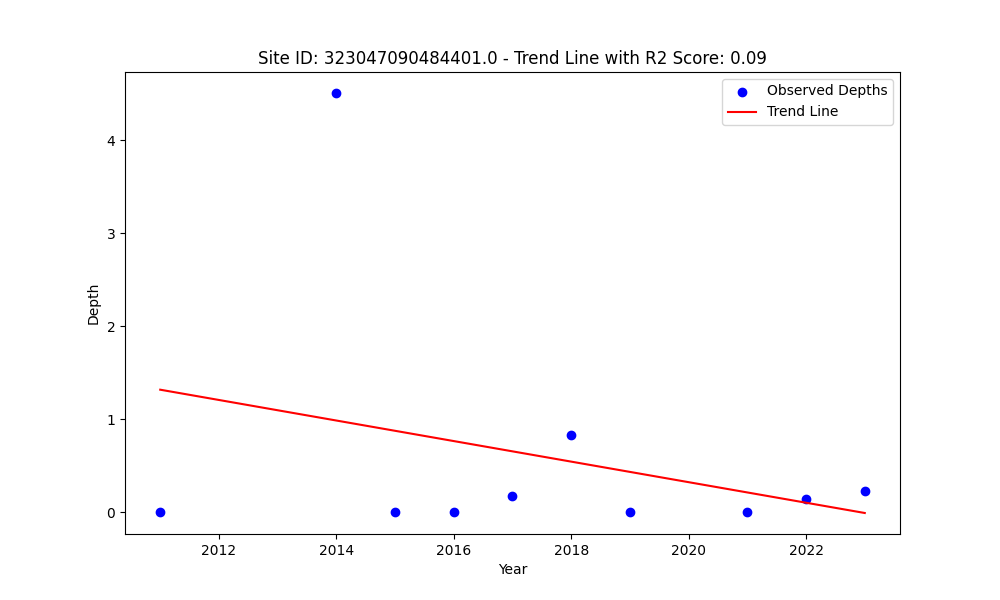 Site ID: 323047090484401.0 - Trend Line with R2 Score: 0.09
Observed Depths
Trend Line
4
3
2
1
0
Depth
2012
2014
2016
2018
2020
2022
Year